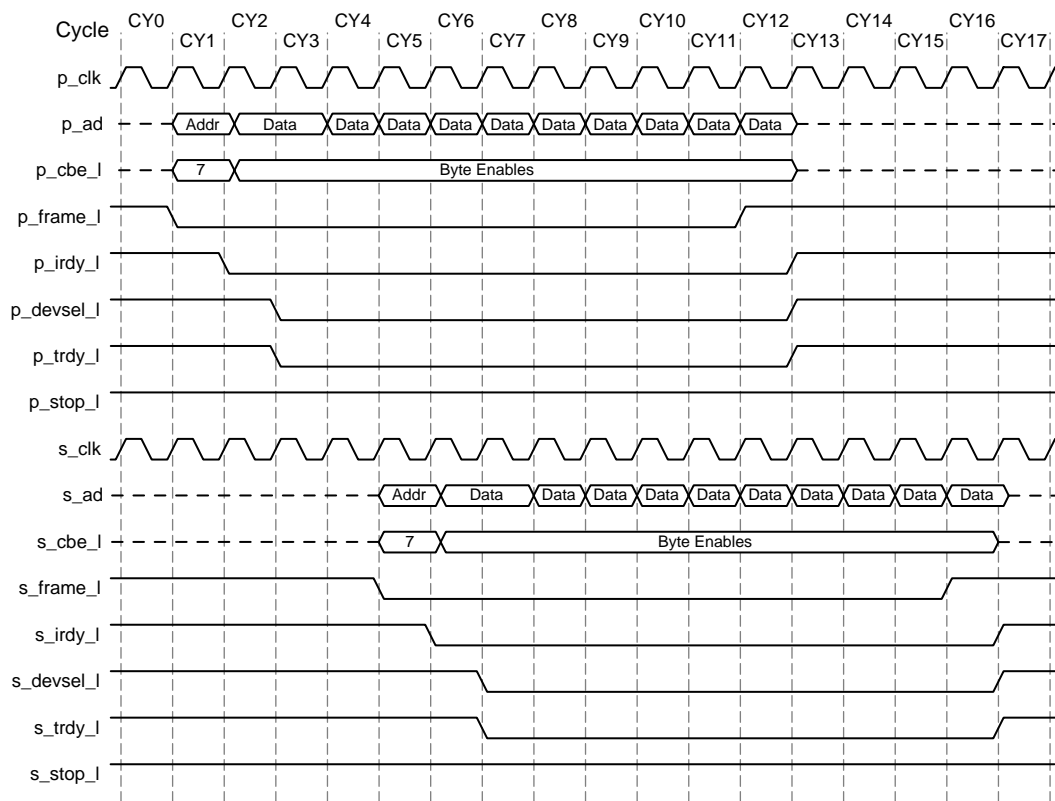 CY0 CY2 CY4 CY6 CY8 CY10 CY12 CY14 CY16
Cycle CY1 CY3 CY5 CY7 CY9 CY11 CY13 CY15 CY17
p_clk
p_ad Addr Data Data Data Data Data Data Data Data Data Data
p_cbe_l 7 Byte Enables
p_frame_l
p_irdy_l
p_devsel_l
p_trdy_l
p_stop_l
s_clk
s_ad Addr Data Data Data Data Data Data Data Data Data Data
s_cbe_l 7 Byte Enables
s_frame_l
s_irdy_l
s_devsel_l
s_trdy_l
s_stop_l